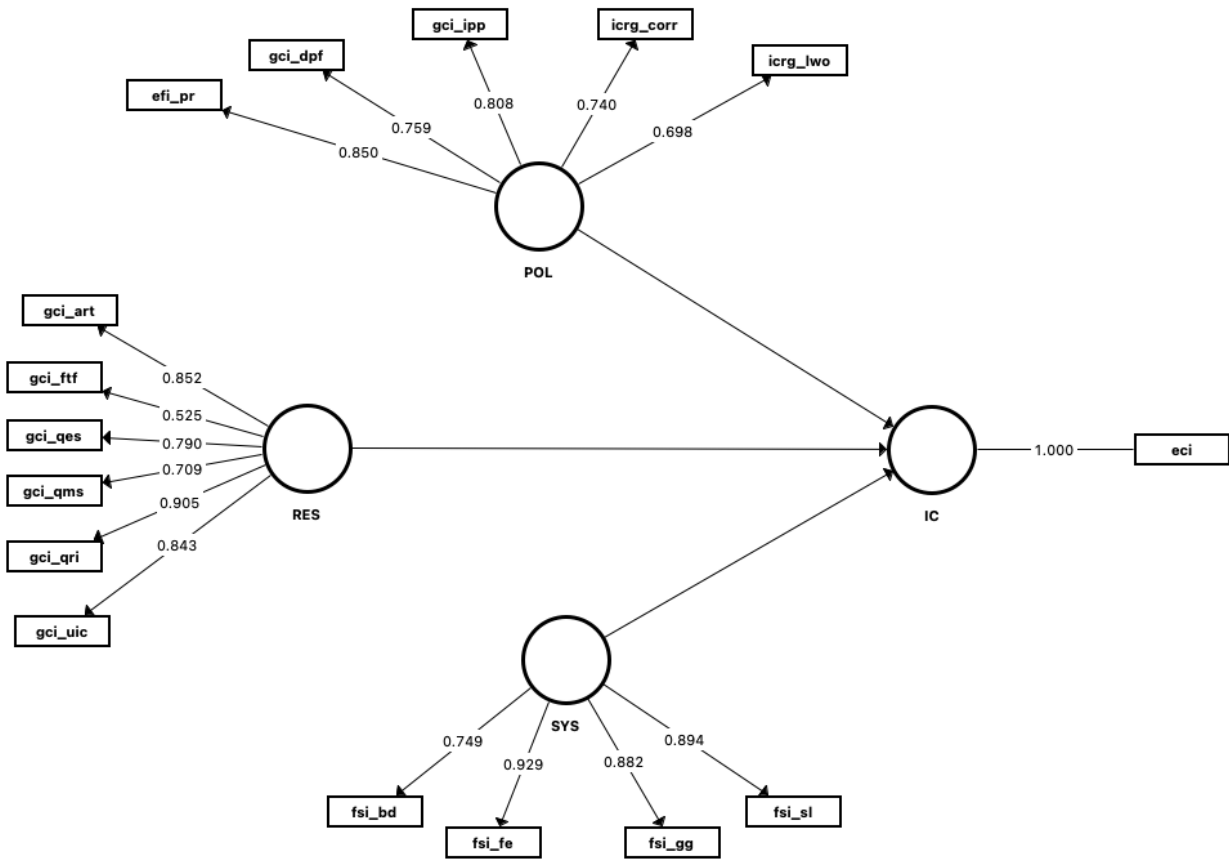 gci_ipp
icrg_corr
gci_dpf
icrg_lwo
efi_pr
0.808
0.740
0.759
0.698
0.850
POL
gci_art
0.852
gci_ftf
0.525
gci_qes
0.790
0.709
gci_qms
0.905
gci_qri
0.843
gci_uic
RES
1.000
eci
IC
SYS
0.749
0.929
0.882
0.894
fsi_bd
fsi_fe
fsi_gg
fsi_sl